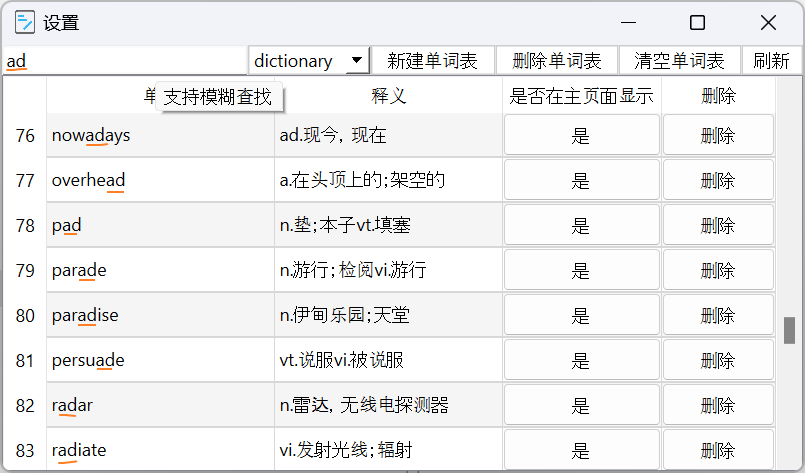 设置
ad dictionary 新建单词表 删除单词表 清空单词表 刷新
单 支持模糊查找 释义 是否在主页面显示 删除
76 nowadays ad.现今，现在 是 删除
77 overhead a.在头顶上的;架空的 是 删除
78 pad n.垫;本子vt.填塞 是 删除
79 parade n.游行;检阅vi.游行 是 删除
80 paradise n.伊甸乐园;天堂 是 删除
81 persuade vt.说服vi.被说服 是 删除
82 radar n.雷达，无线电探测器 是 删除
83 radiate vi.发射光线;辐射 是 删除